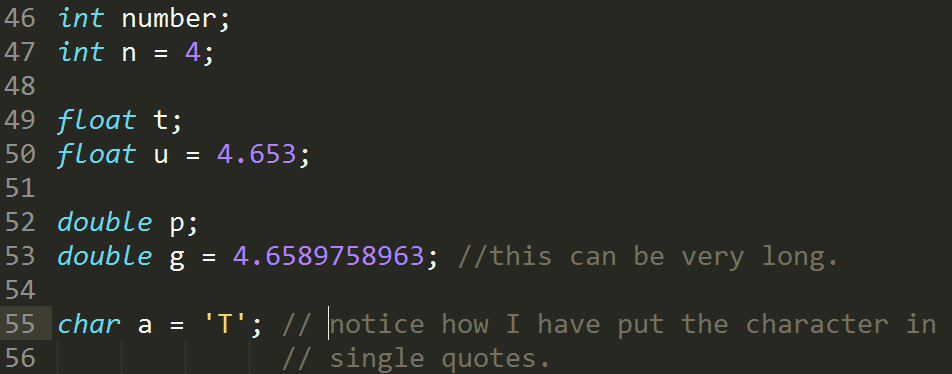 46 int number;
47 int n = 4;
48
49 float t;
50 float u = 4.653;
51
52 double p;
53 double g = 4.6589758963; //this can be very long.
54
55 char a = 'T'; // notice how I have put the character in
56 // single quotes.